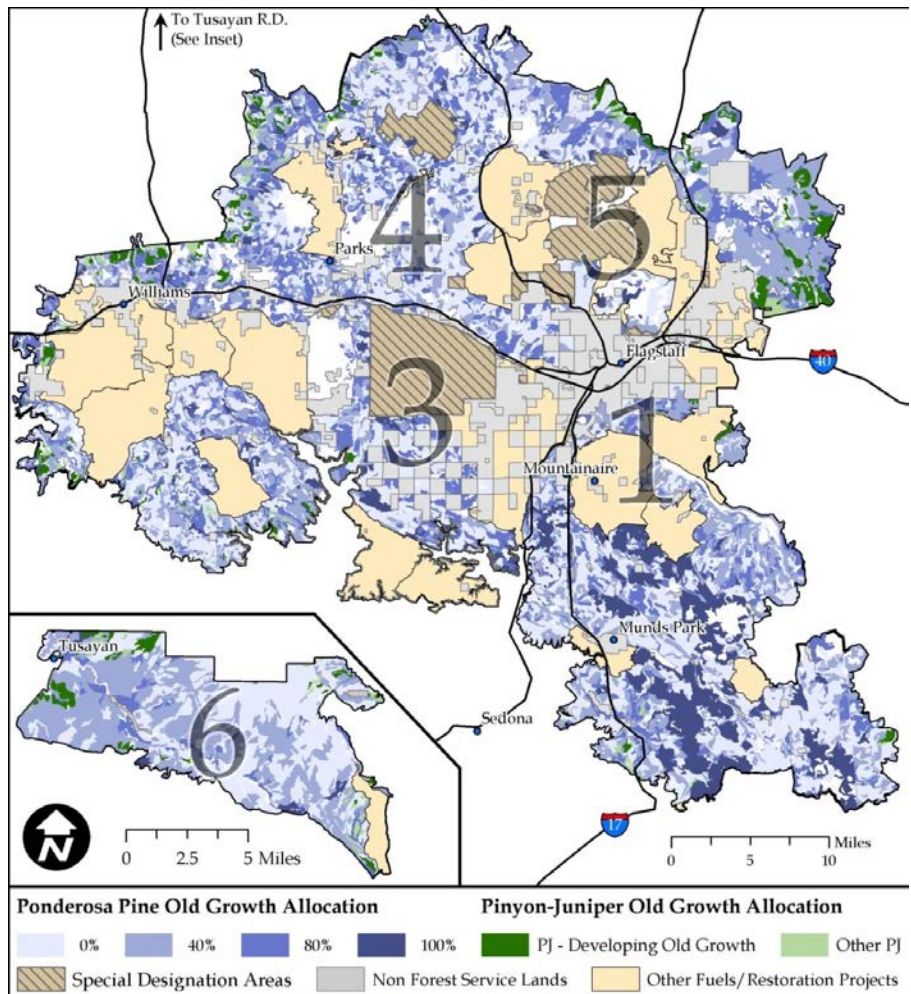 To Tusayan R.D.
(See Inset)
4
5
Parks
Williams
Flagstaff
40
3
1
Mountainaire
Munds Park
Tusayan
6
Sedona
N
17
0 2.5 5 Miles
Miles
0 5 10
Ponderosa Pine Old Growth Allocation
Pinyon-Juniper Old Growth Allocation
0% 40% 80% 100% PJ - Developing Old Growth Other PJ
Special Designation Areas Non Forest Service Lands Other Fuels/Restoration Projects